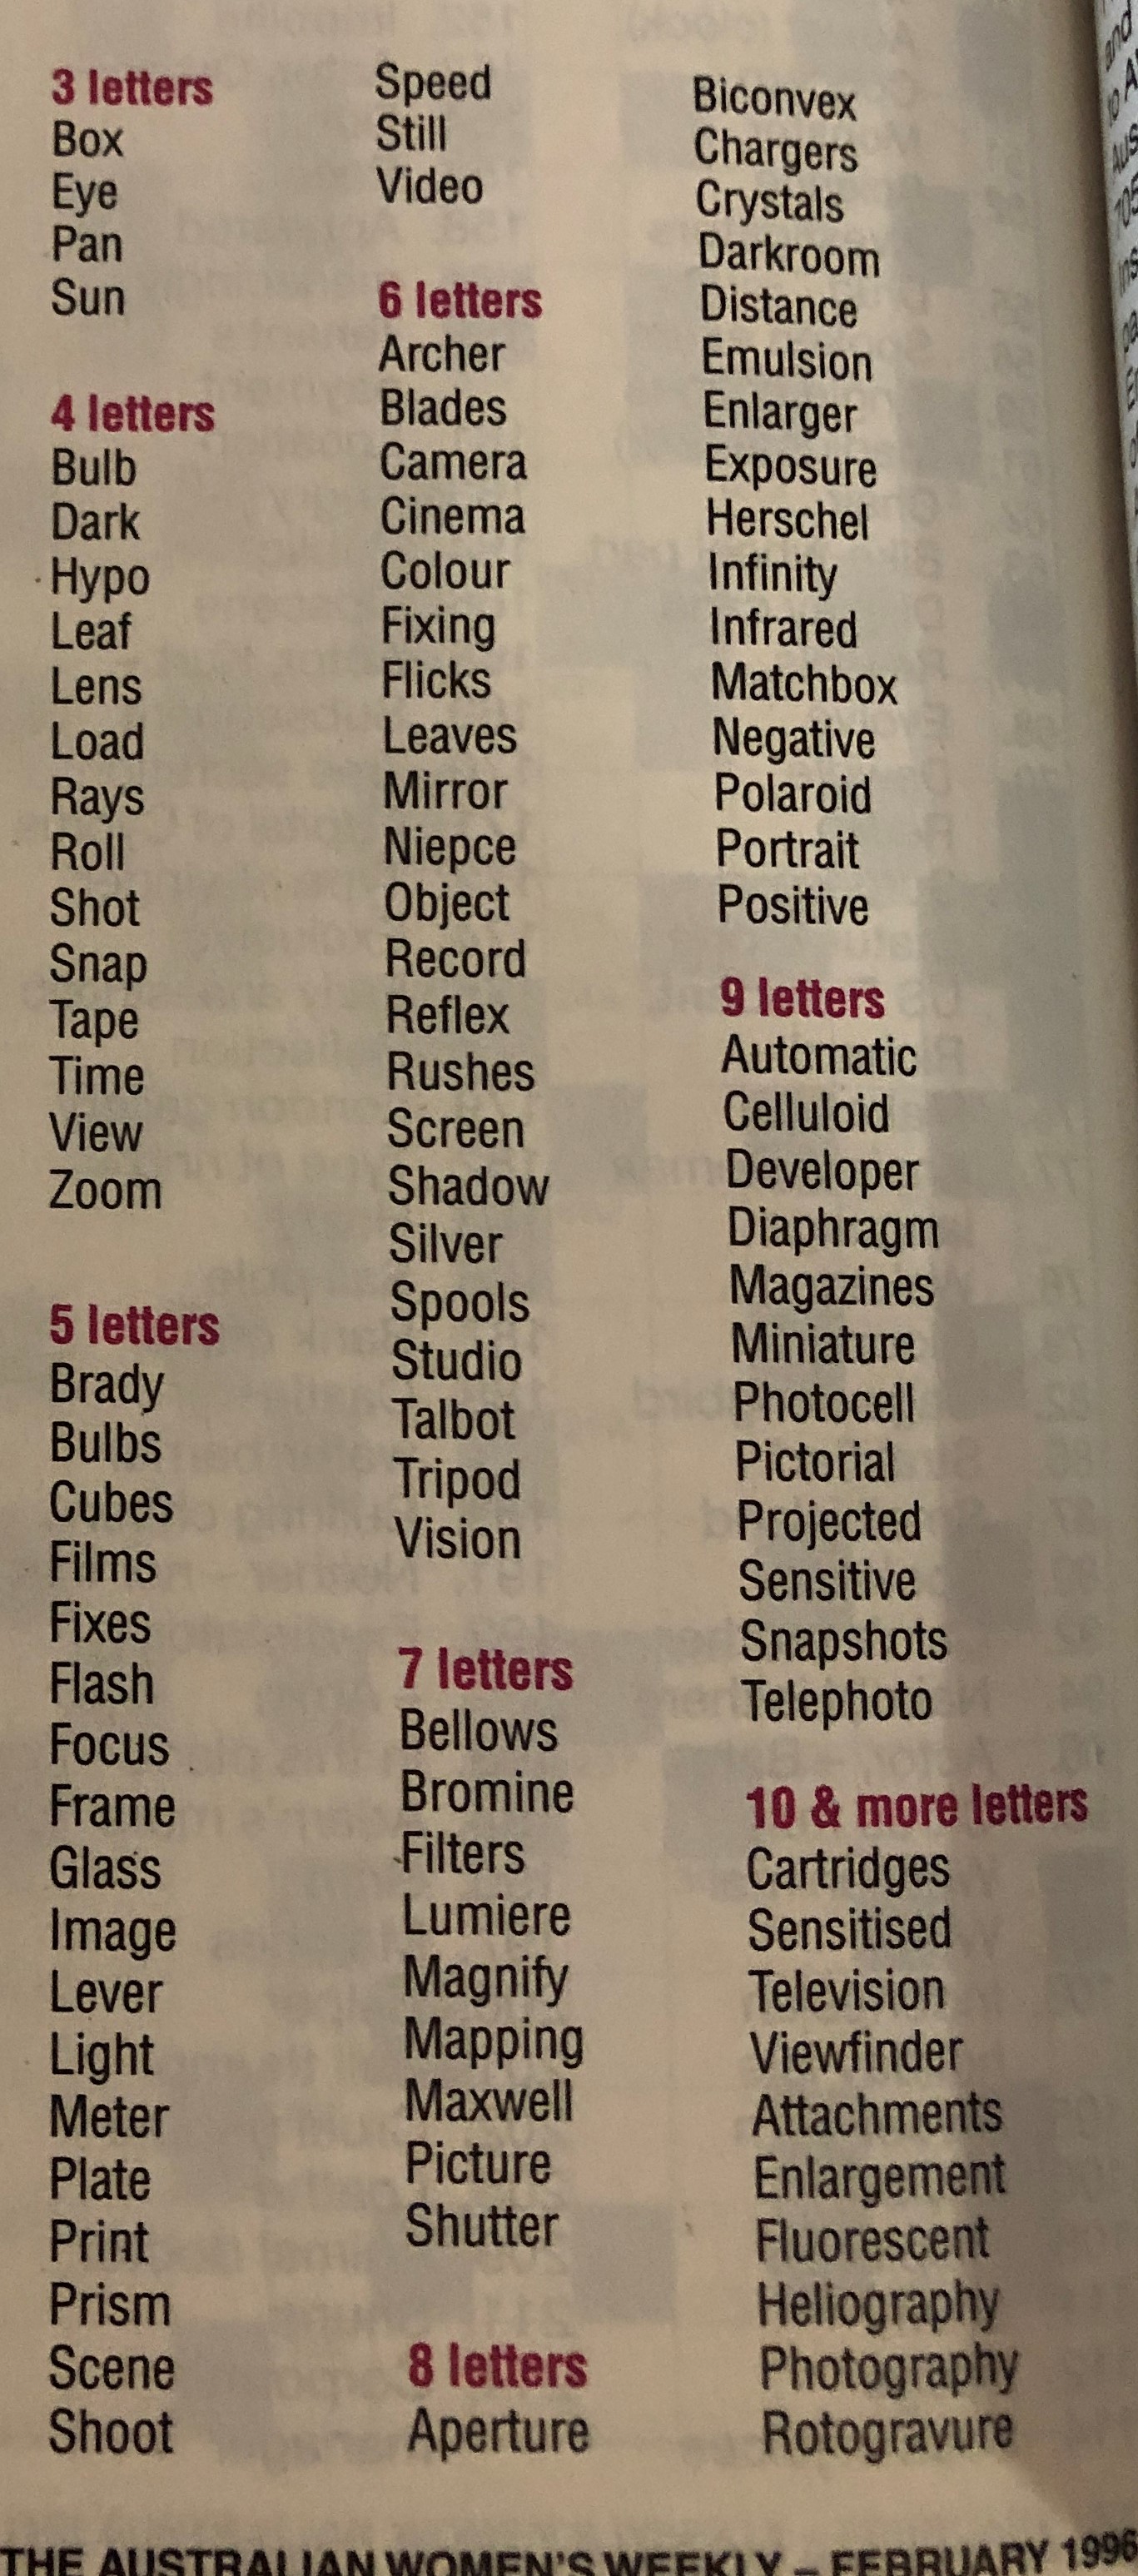 3 letters
Box
Eye
Pan
Sun
4 letters
Bulb
Dark
Hypo
Leaf
Lens
Load
Rays
Roll
Shot
Snap
Tape
Time
View
Zoom
5 letters
Brady
Bulbs
Cubes
Films
Fixes
Flash
Focus
Frame
Glass
Image
Lever
Light
Meter
Plate
Print
Prism
Scene
Shoot
Speed
Still
Video
6 letters
Archer
Blades
Camera
Cinema
Colour
Fixing
Flicks
Leaves
Mirror
Niepce
Object
Record
Reflex
Rushes
Screen
Shadow
Silver
Spools
Studio
Talbot
Tripod
Vision
7 letters
Bellows
Bromine
Filters
Lumiere
Magnify
Mapping
Maxwell
Picture
Shutter
8 letters
Aperture
Biconvex
Chargers
Crystals
Darkroom
Distance
Emulsion
Enlarger
Exposure
Herschel
Infinity
Infrared
Matchbox
Negative
Polaroid
Portrait
Positive
9 letters
Automatic
Celluloid
Developer
Diaphragm
Magazines
Miniature
Photocell
Pictorial
Projected
Sensitive
Snapshots
Telephoto
10 & more letters
Cartridges
Sensitised
Television
Viewfinder
Attachments
Enlargement
Fluorescent
Heliography
Photography
Rotogravure
THE AUSTRALIAN WOMEN'S WEEKLY – FEBRUARY 1996
and
to